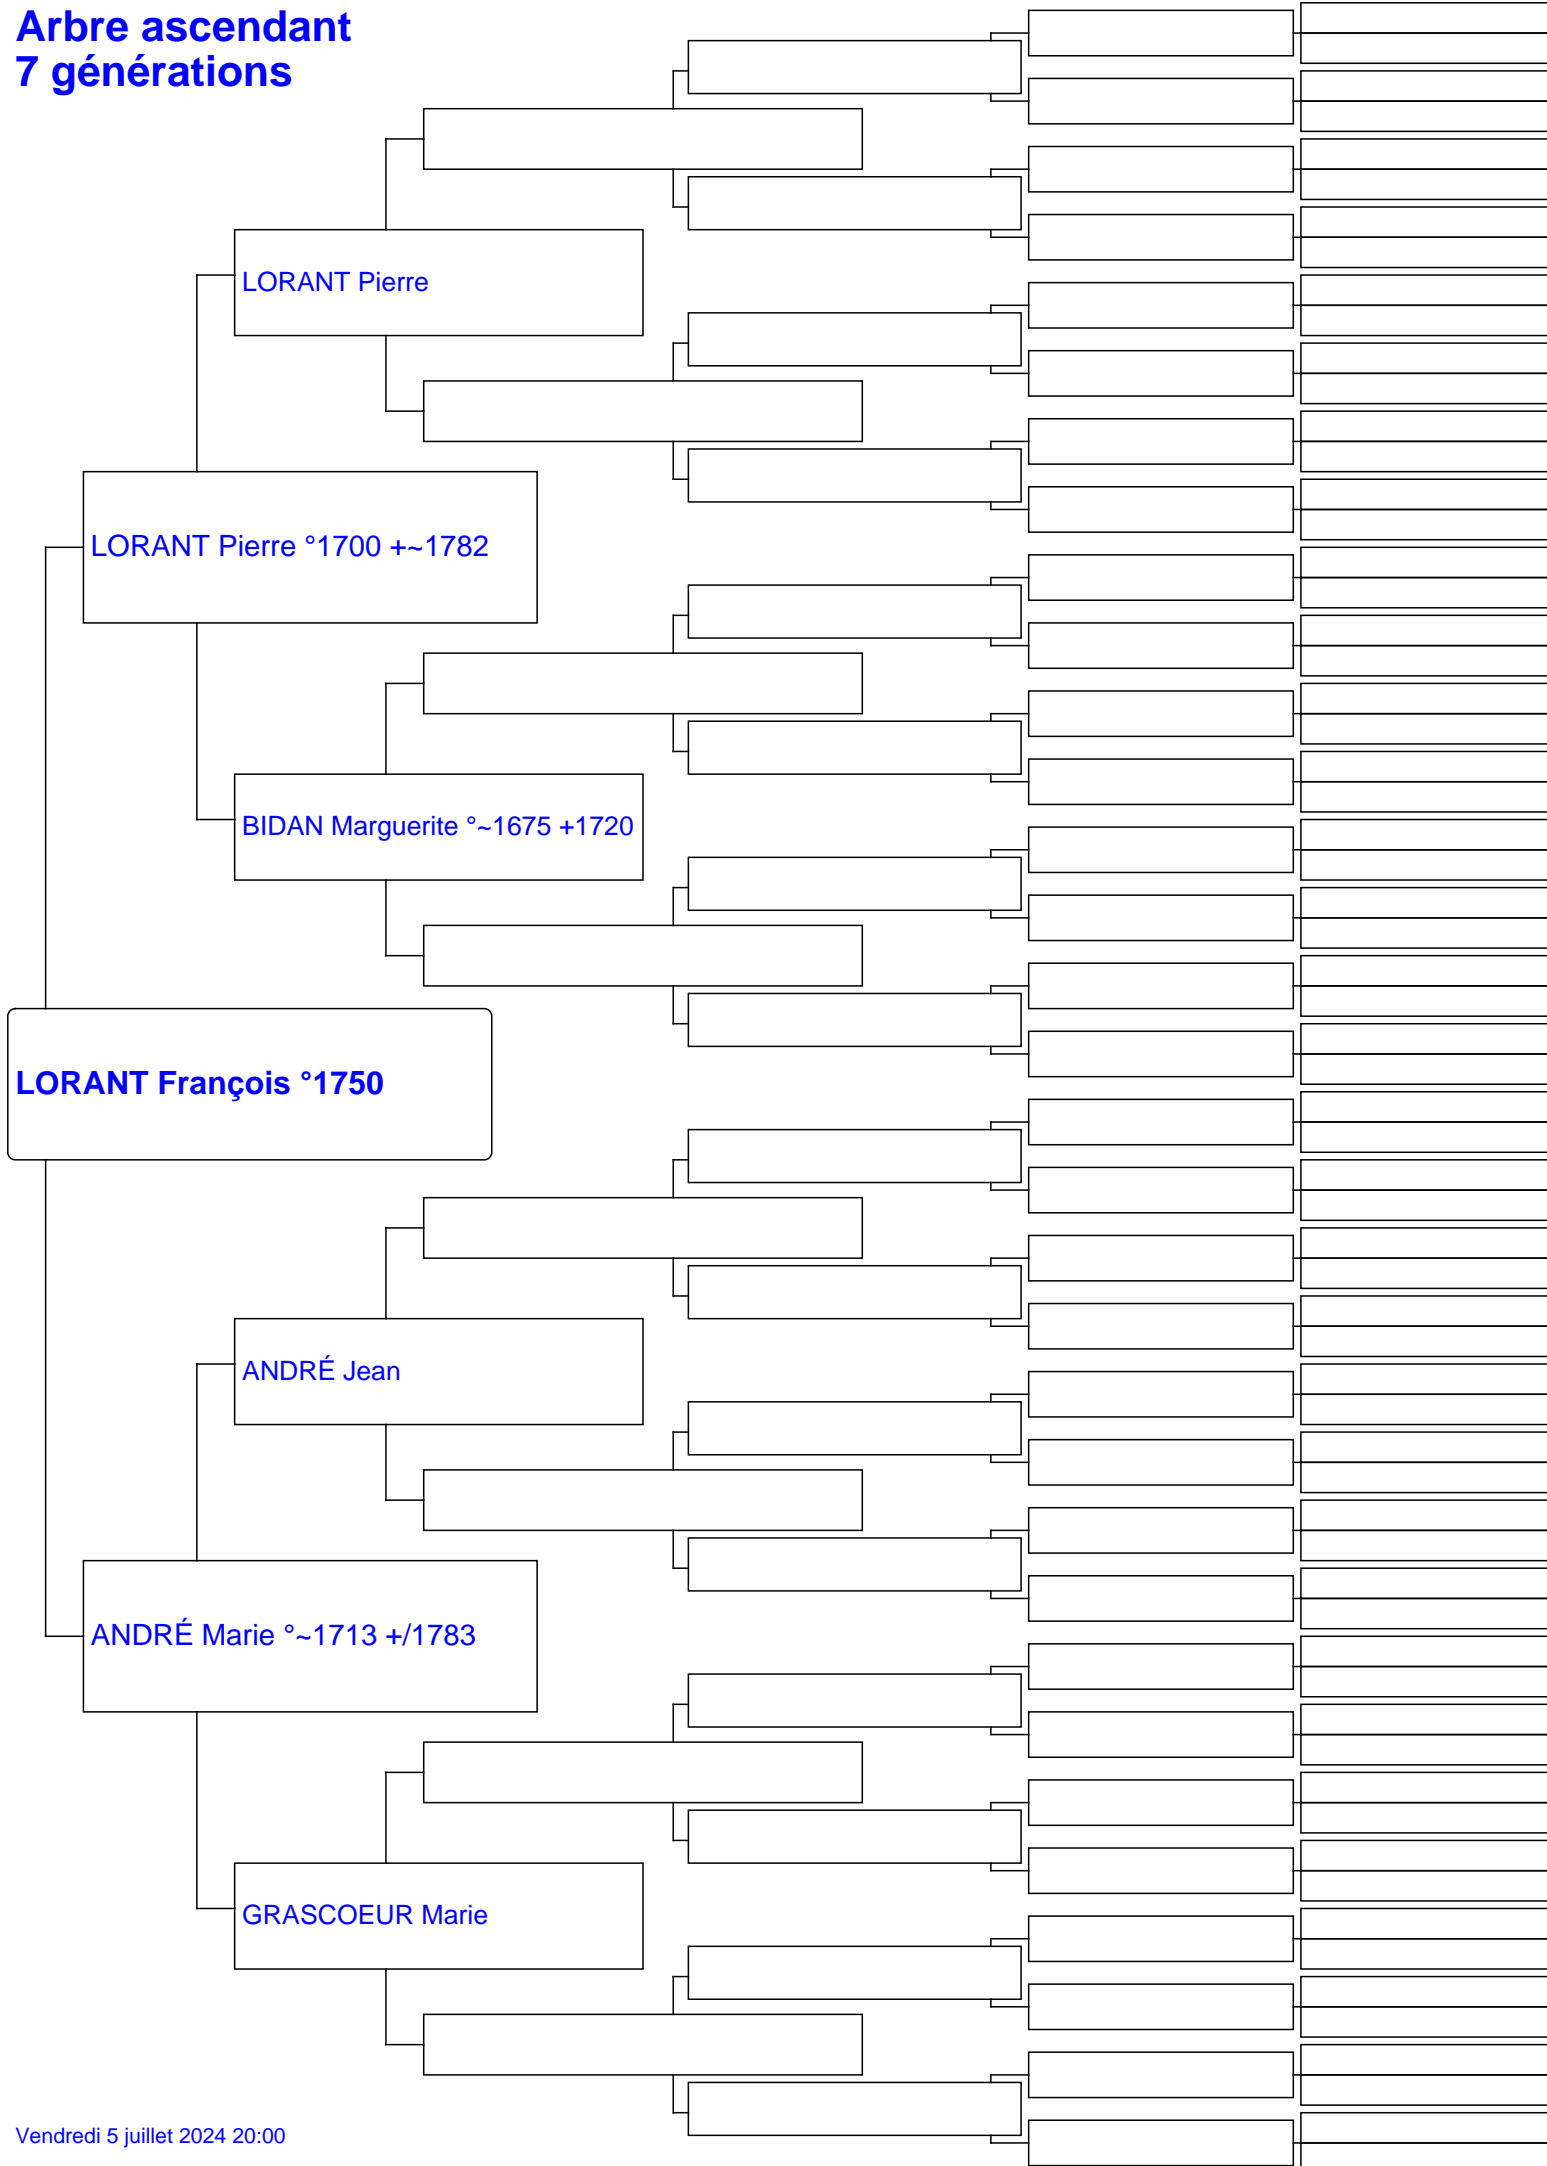 Arbre ascendant
7 générations
LORANT Pierre
LORANT Pierre °1700 +~1782
BIDAN Marguerite °~1675 +1720
LORANT François °1750
ANDRÉ Jean
ANDRÉ Marie °~1713 +/1783
GRASCOEUR Marie
Vendredi 5 juillet 2024 20:00